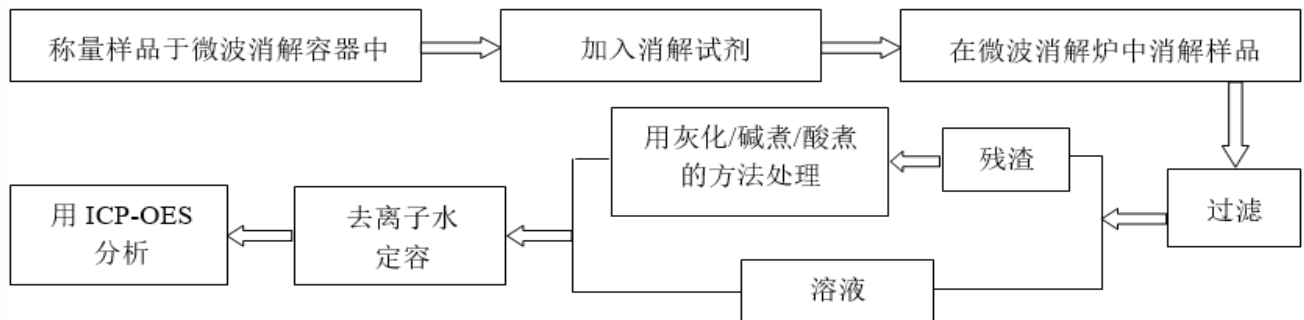 称量样品于微波消解容器中
加入消解试剂
在微波消解炉中消解样品
过滤
残渣
用灰化/碱煮/酸煮
的方法处理
溶液
去离子水
定容
用 ICP-OES
分析